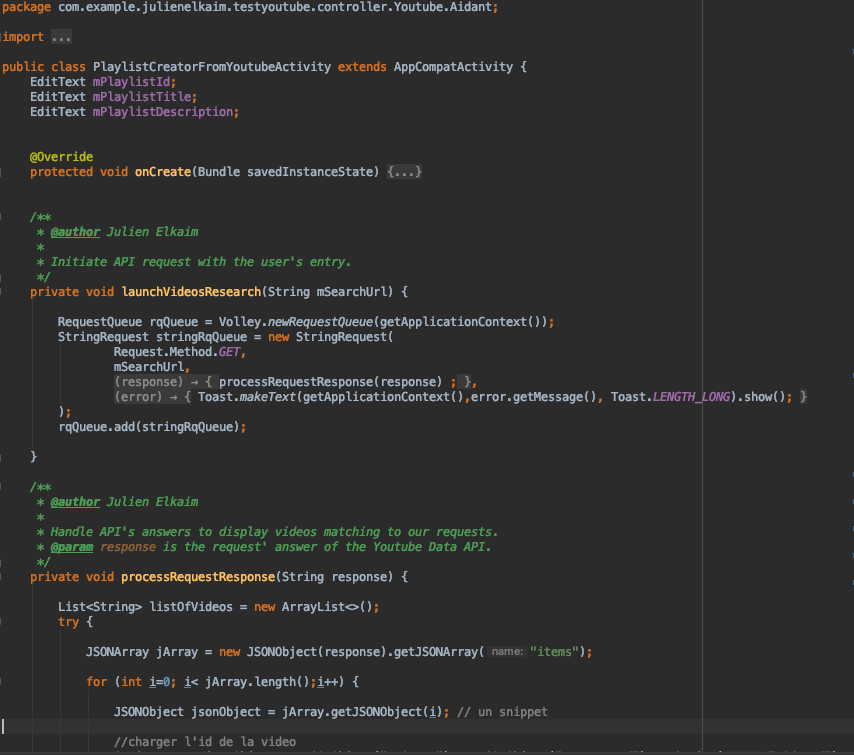 package com.example.julienelkaim.testyoutube.controller.Youtube.Aidant;
import ...
public class PlaylistCreatorFromYoutubeActivity extends AppCompatActivity {
EditText mPlaylistId;
EditText mPlaylistTitle;
EditText mPlaylistDescription;
@Override
protected void onCreate(Bundle savedInstanceState) {...}
/**
* @author Julien Elkaim
*
* Initiate API request with the user's entry.
*/
private void launchVideosResearch(String mSearchUrl) {
RequestQueue rqQueue = Volley.newRequestQueue(getApplicationContext());
StringRequest stringRqQueue = new StringRequest(
Request.Method.GET,
mSearchUrl,
(response) → { processRequestResponse(response) ; },
(error) → { Toast.makeText(getApplicationContext(),error.getMessage(), Toast.LENGTH_LONG).show(); }
);
rqQueue.add(stringRqQueue);
}
/**
* @author Julien Elkaim
*
* Handle API's answers to display videos matching to our requests.
* @param response is the request' answer of the Youtube Data API.
*/
private void processRequestResponse(String response) {
List<String> listOfVideos = new ArrayList<>();
try {
JSONArray jArray = new JSONObject(response).getJSONArray( name: "items");
for (int i=0; i< jArray.length();i++) {
JSONObject jsonObject = jArray.getJSONObject(i); // un snippet
//charger l'id de la video